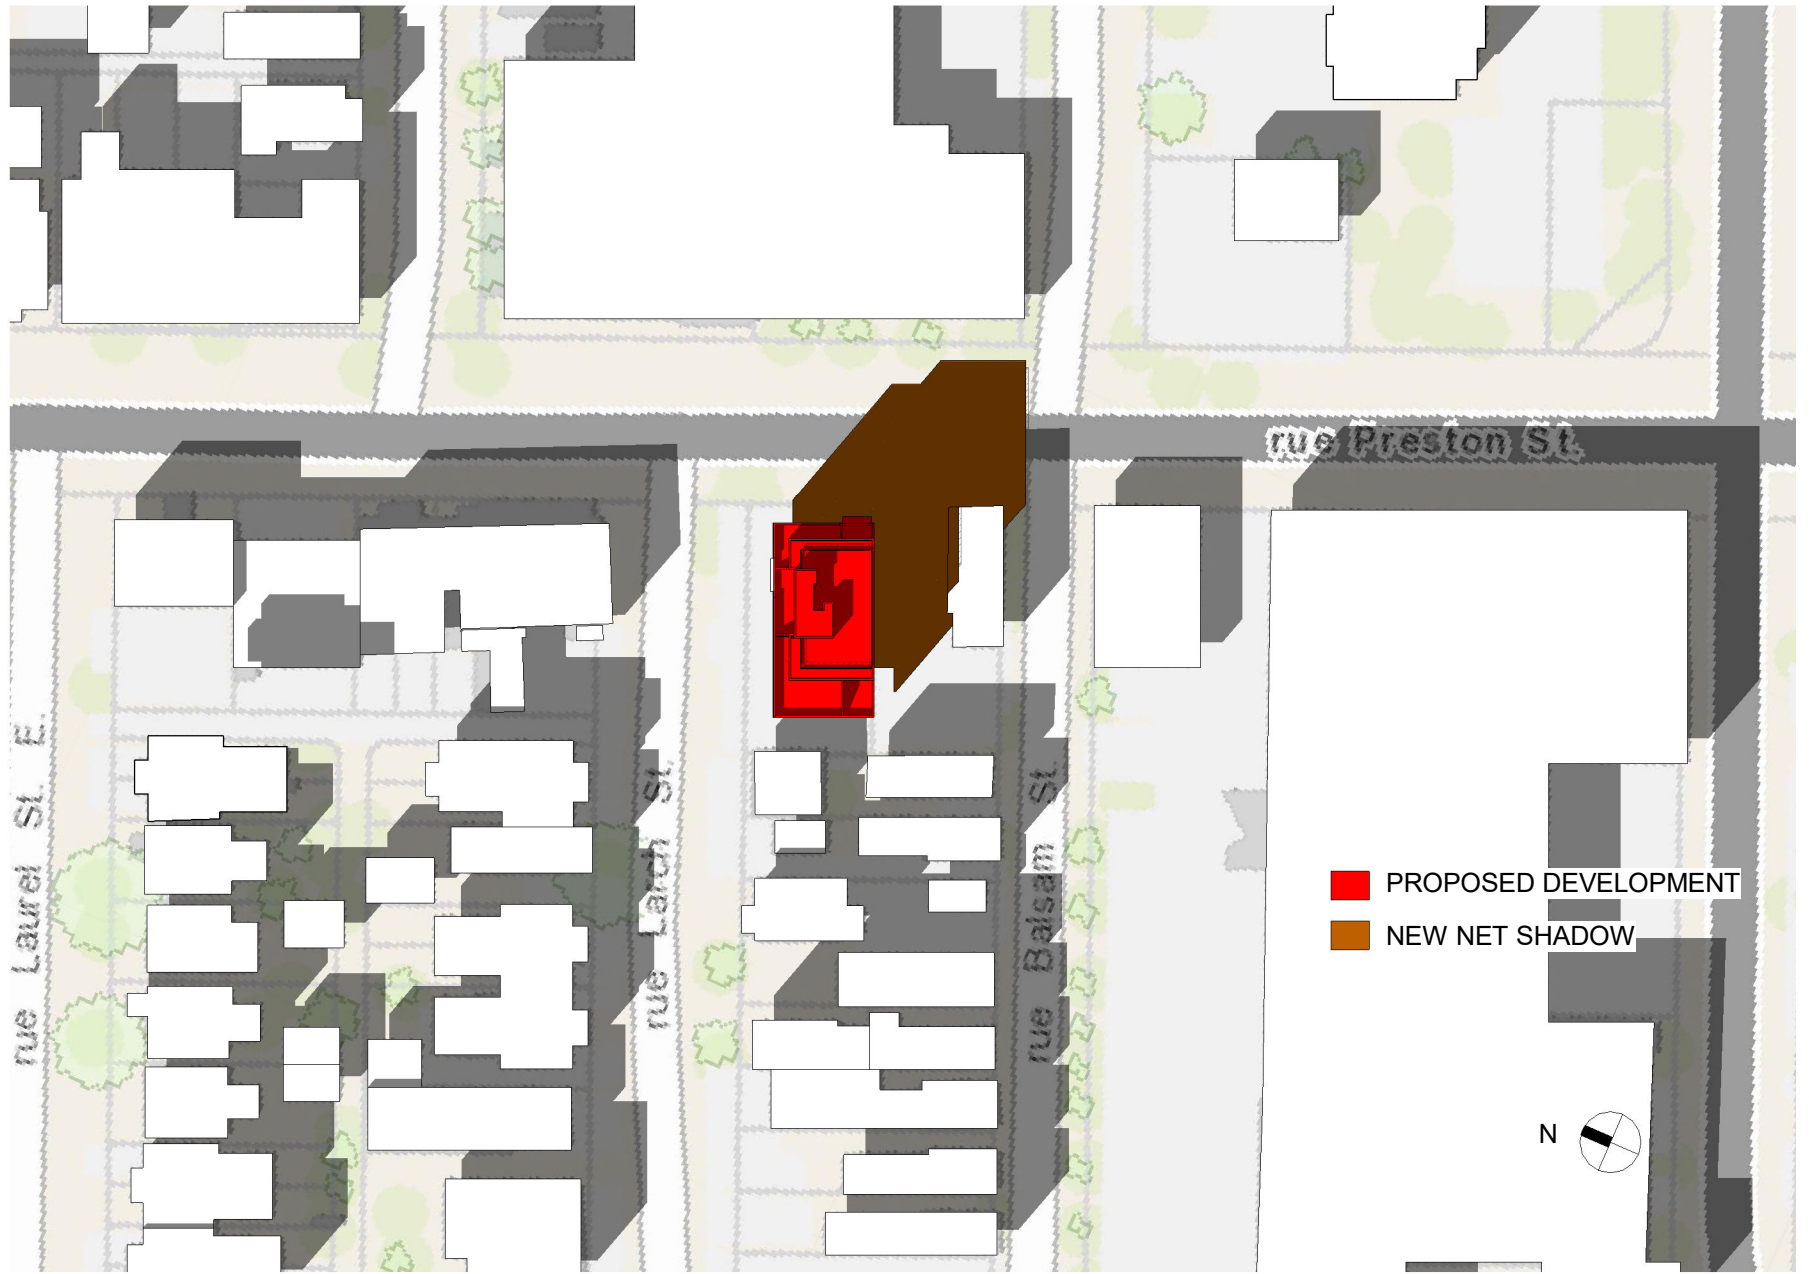 rue Preston St.
rue Laurel St. E.
rue Larch St.
rue Balsam St.
PROPOSED DEVELOPMENT
NEW NET SHADOW
N